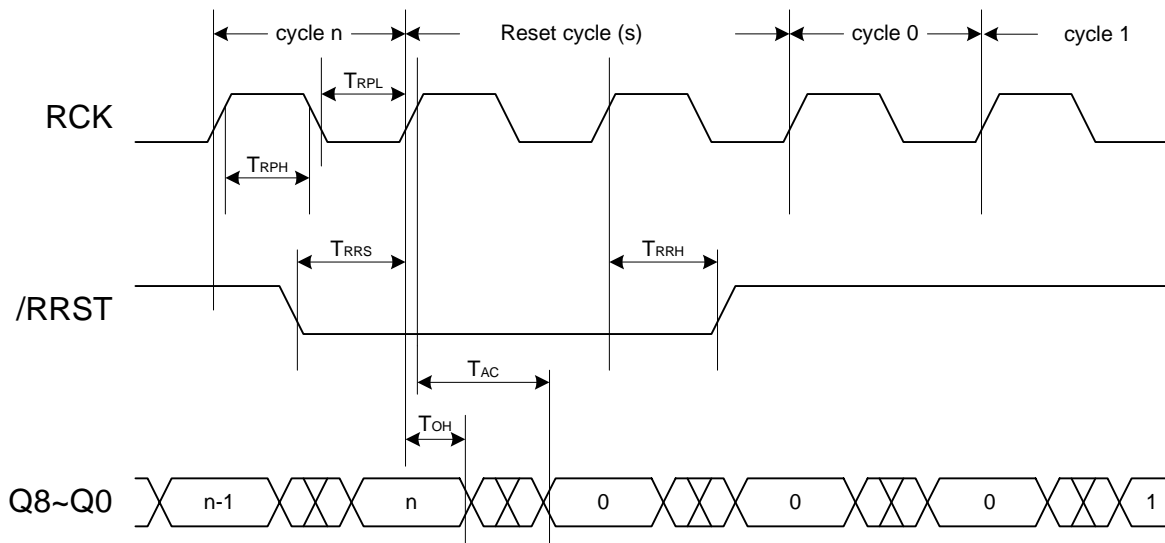 cycle n
Reset cycle (s)
cycle 0
cycle 1
TRPL
RCK
TRPH
TRRS
TRRH
/RRST
TAC
TOH
Q8~Q0
n-1
n
0
0
0
1